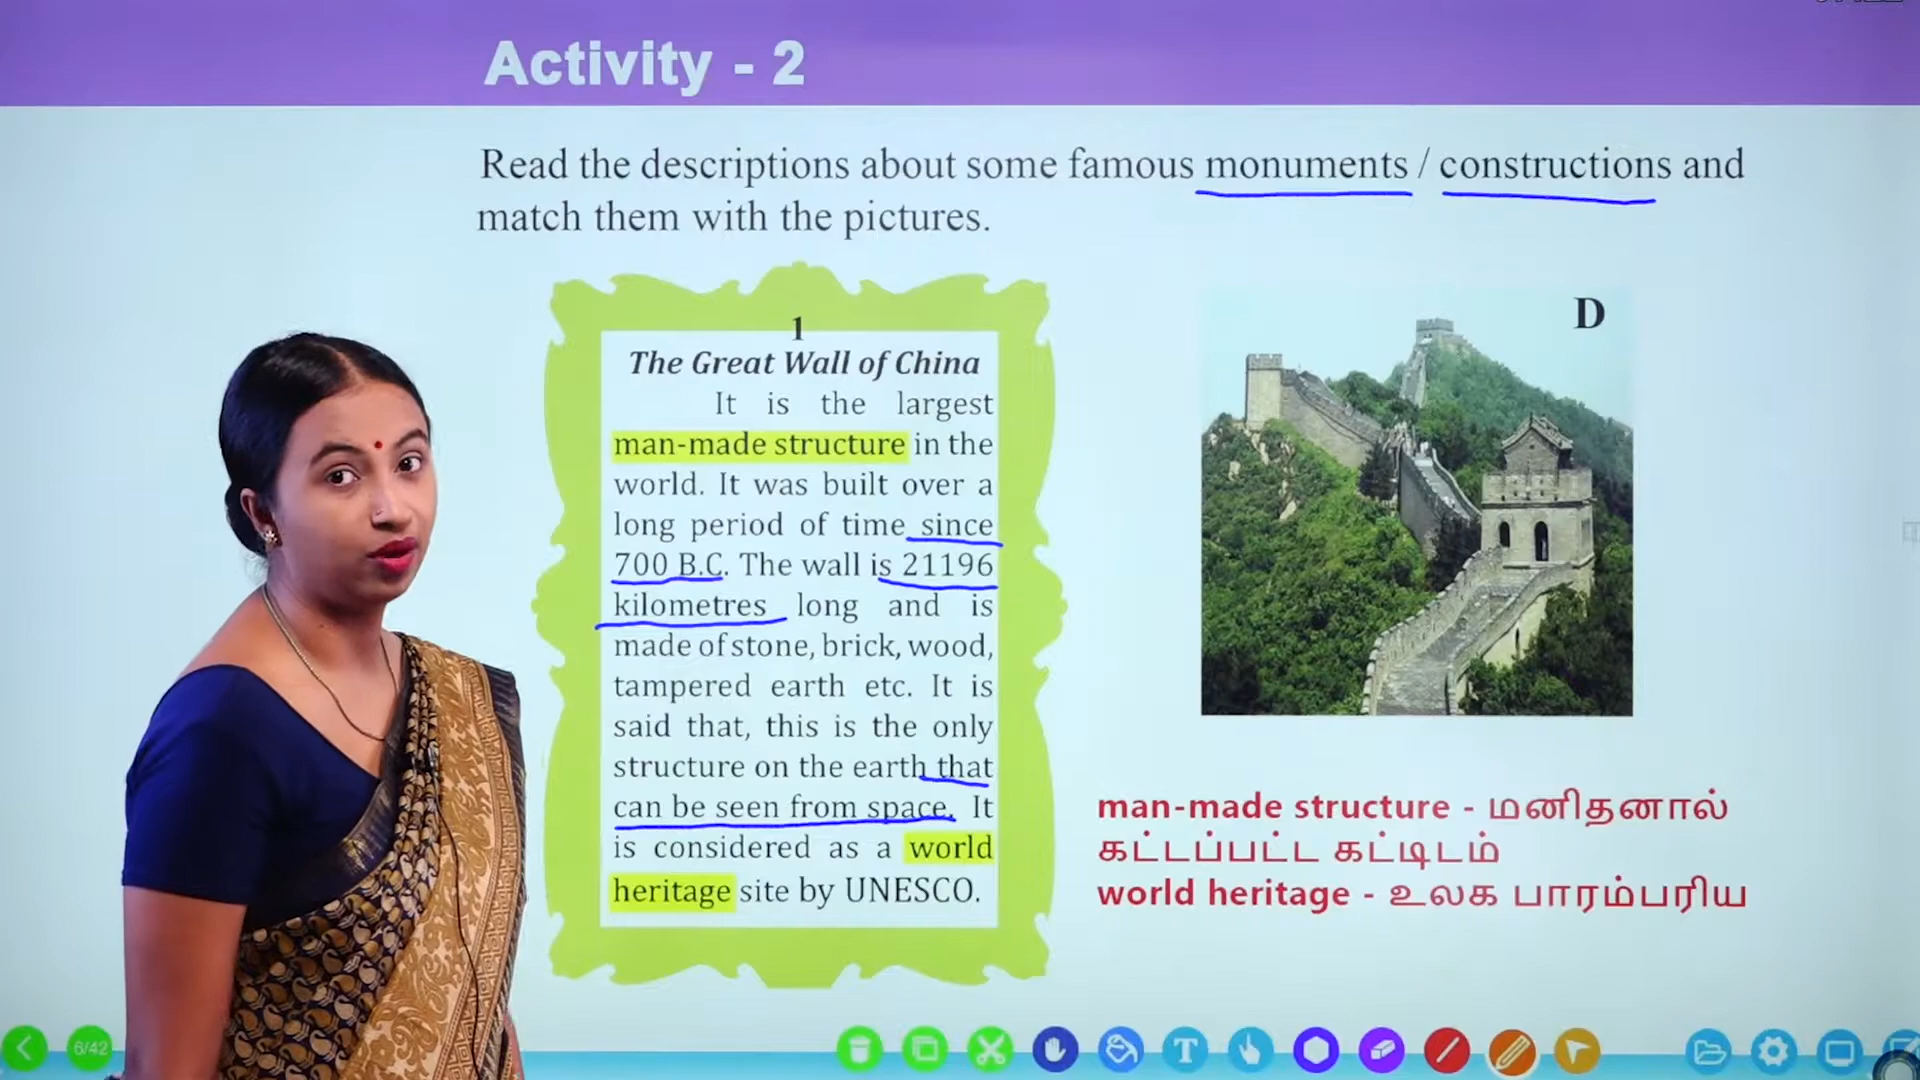 Activity - 2
Read the descriptions about some famous monuments / constructions and
match them with the pictures.
1
The Great Wall of China
It is the largest
man-made structure in the
world. It was built over a
long period of time since
700 B.C. The wall is 21196
kilometres long and is
made of stone, brick, wood,
tampered earth etc. It is
said that, this is the only
structure on the earth that
can be seen from space. It
is considered as a world
heritage site by UNESCO.
D
man-made structure - மனிதனால்
கட்டப்பட்ட கட்டிடம்
world heritage - உலக பாரம்பரிய
6/42
T